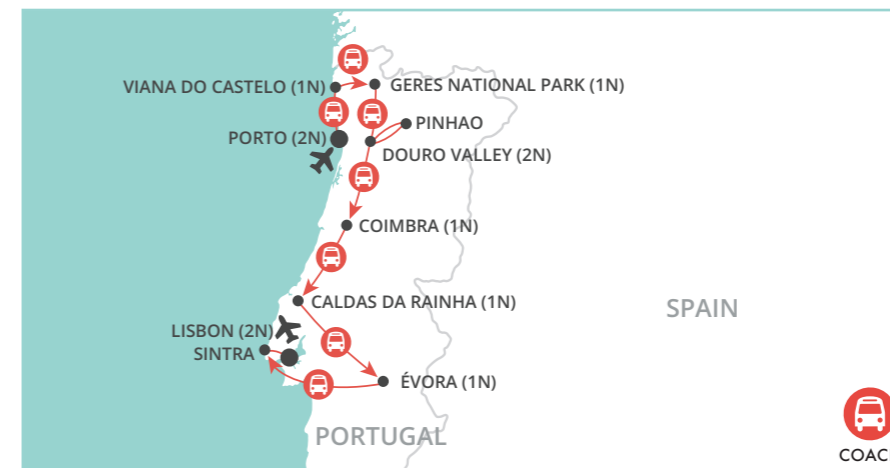 VIANA DO CASTELO (1N)
GERES NATIONAL PARK (1N)
PINHAO
PORTO (2N)
DOURO VALLEY (2N)
COIMBRA (1N)
CALDAS DA RAINHA (1N)
SPAIN
LISBON (2N)
SINTRA
ÉVORA (1N)
PORTUGAL
COAC